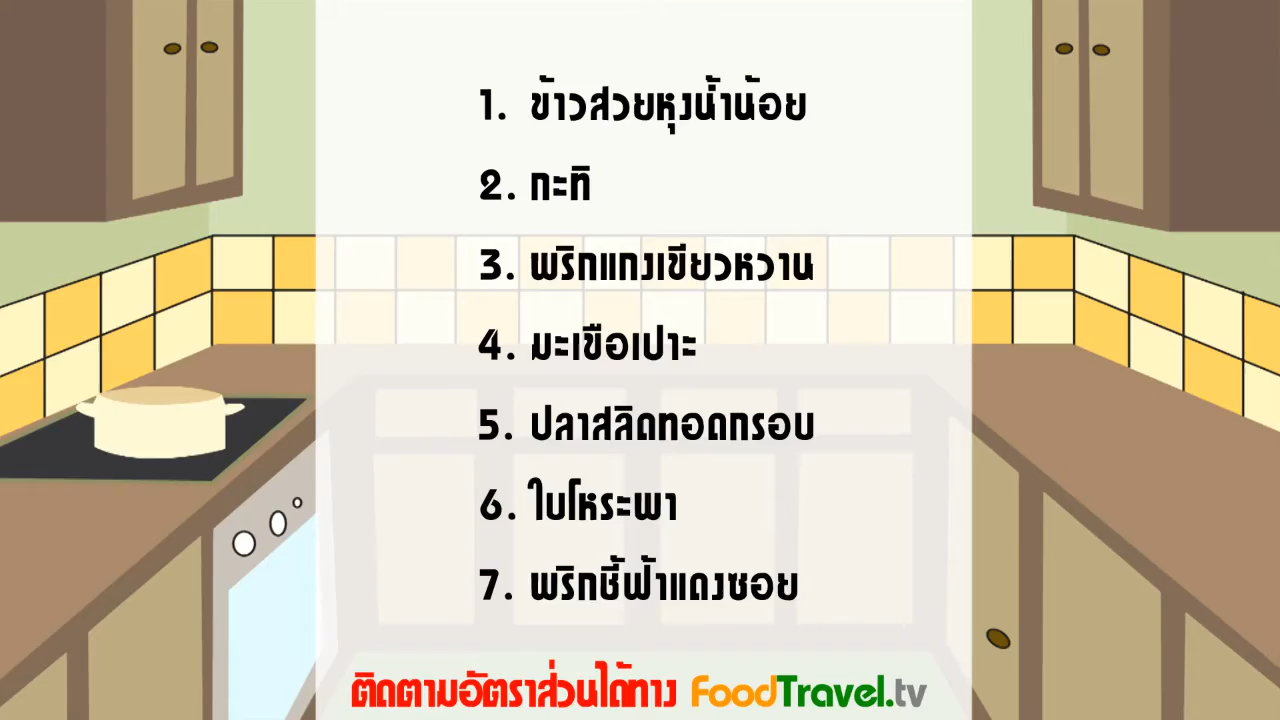 1. ข้าวสวยหุงน้ำน้อย
2. กะทิ
3. พริกแกงเขียวหวาน
4. มะเขือเปาะ
5. ปลาสลิดทอดกรอบ
6. ใบโหระพา
7. พริกชี้ฟ้าแดงซอย
ติดตามอัตราส่วนได้ทาง FoodTravel.tv